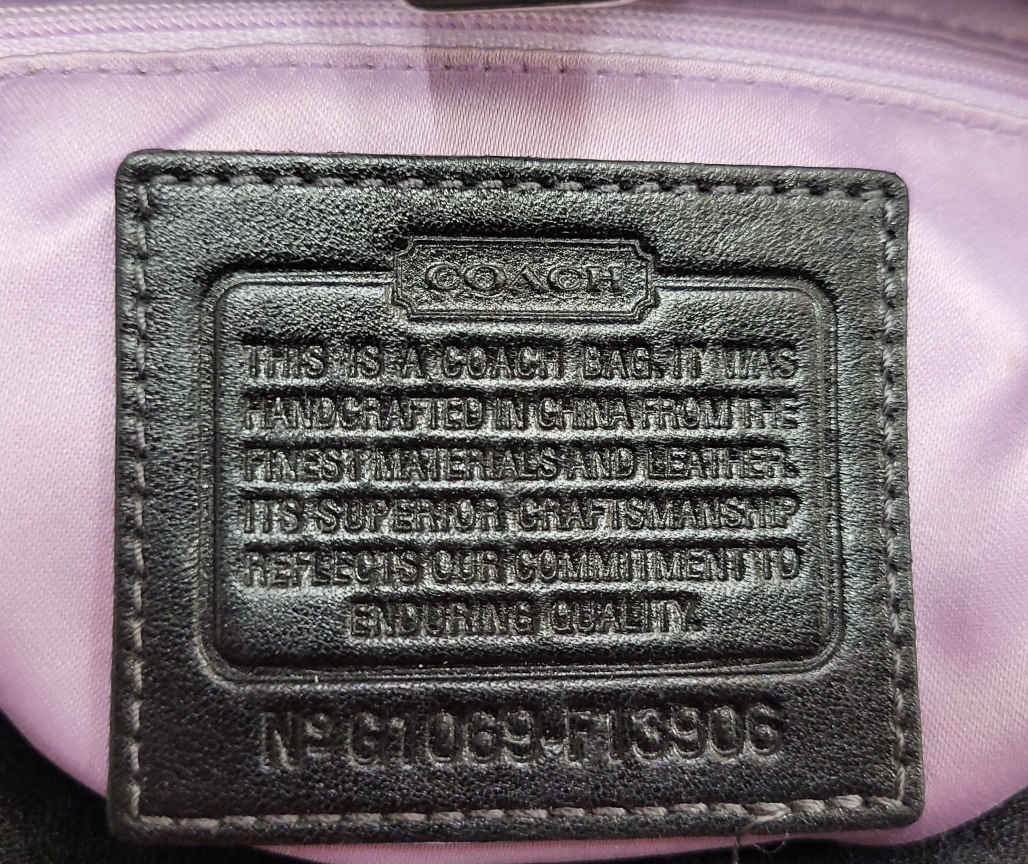 COACH
THIS IS A COACH BAG. IT WAS
HANDCRAFTED IN CHINA FROM THE
FINEST MATERIALS AND LEATHER.
ITS SUPERIOR CRAFTSMANSHIP
REFLECTS OUR COMMITMENT TO
ENDURING QUALITY.
Nº G1069-F13906